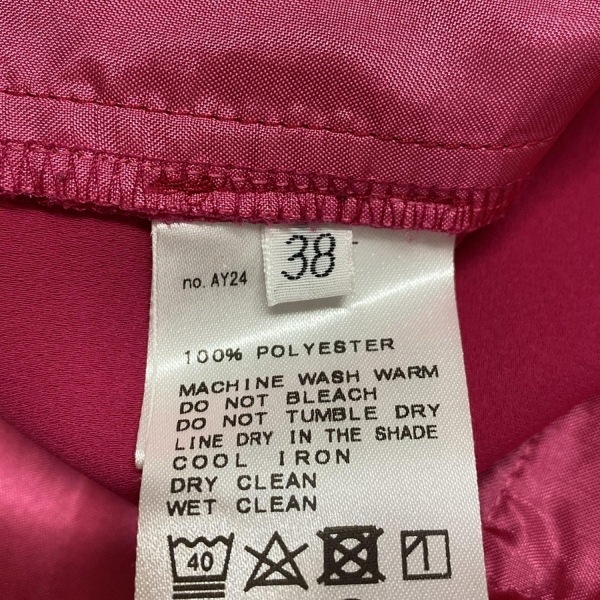 38
no. AY24
100% POLYESTER
MACHINE WASH WARM
DO NOT BLEACH
DO NOT TUMBLE DRY
LINE DRY IN THE SHADE
COOL IRON
DRY CLEAN
WET CLEAN
40